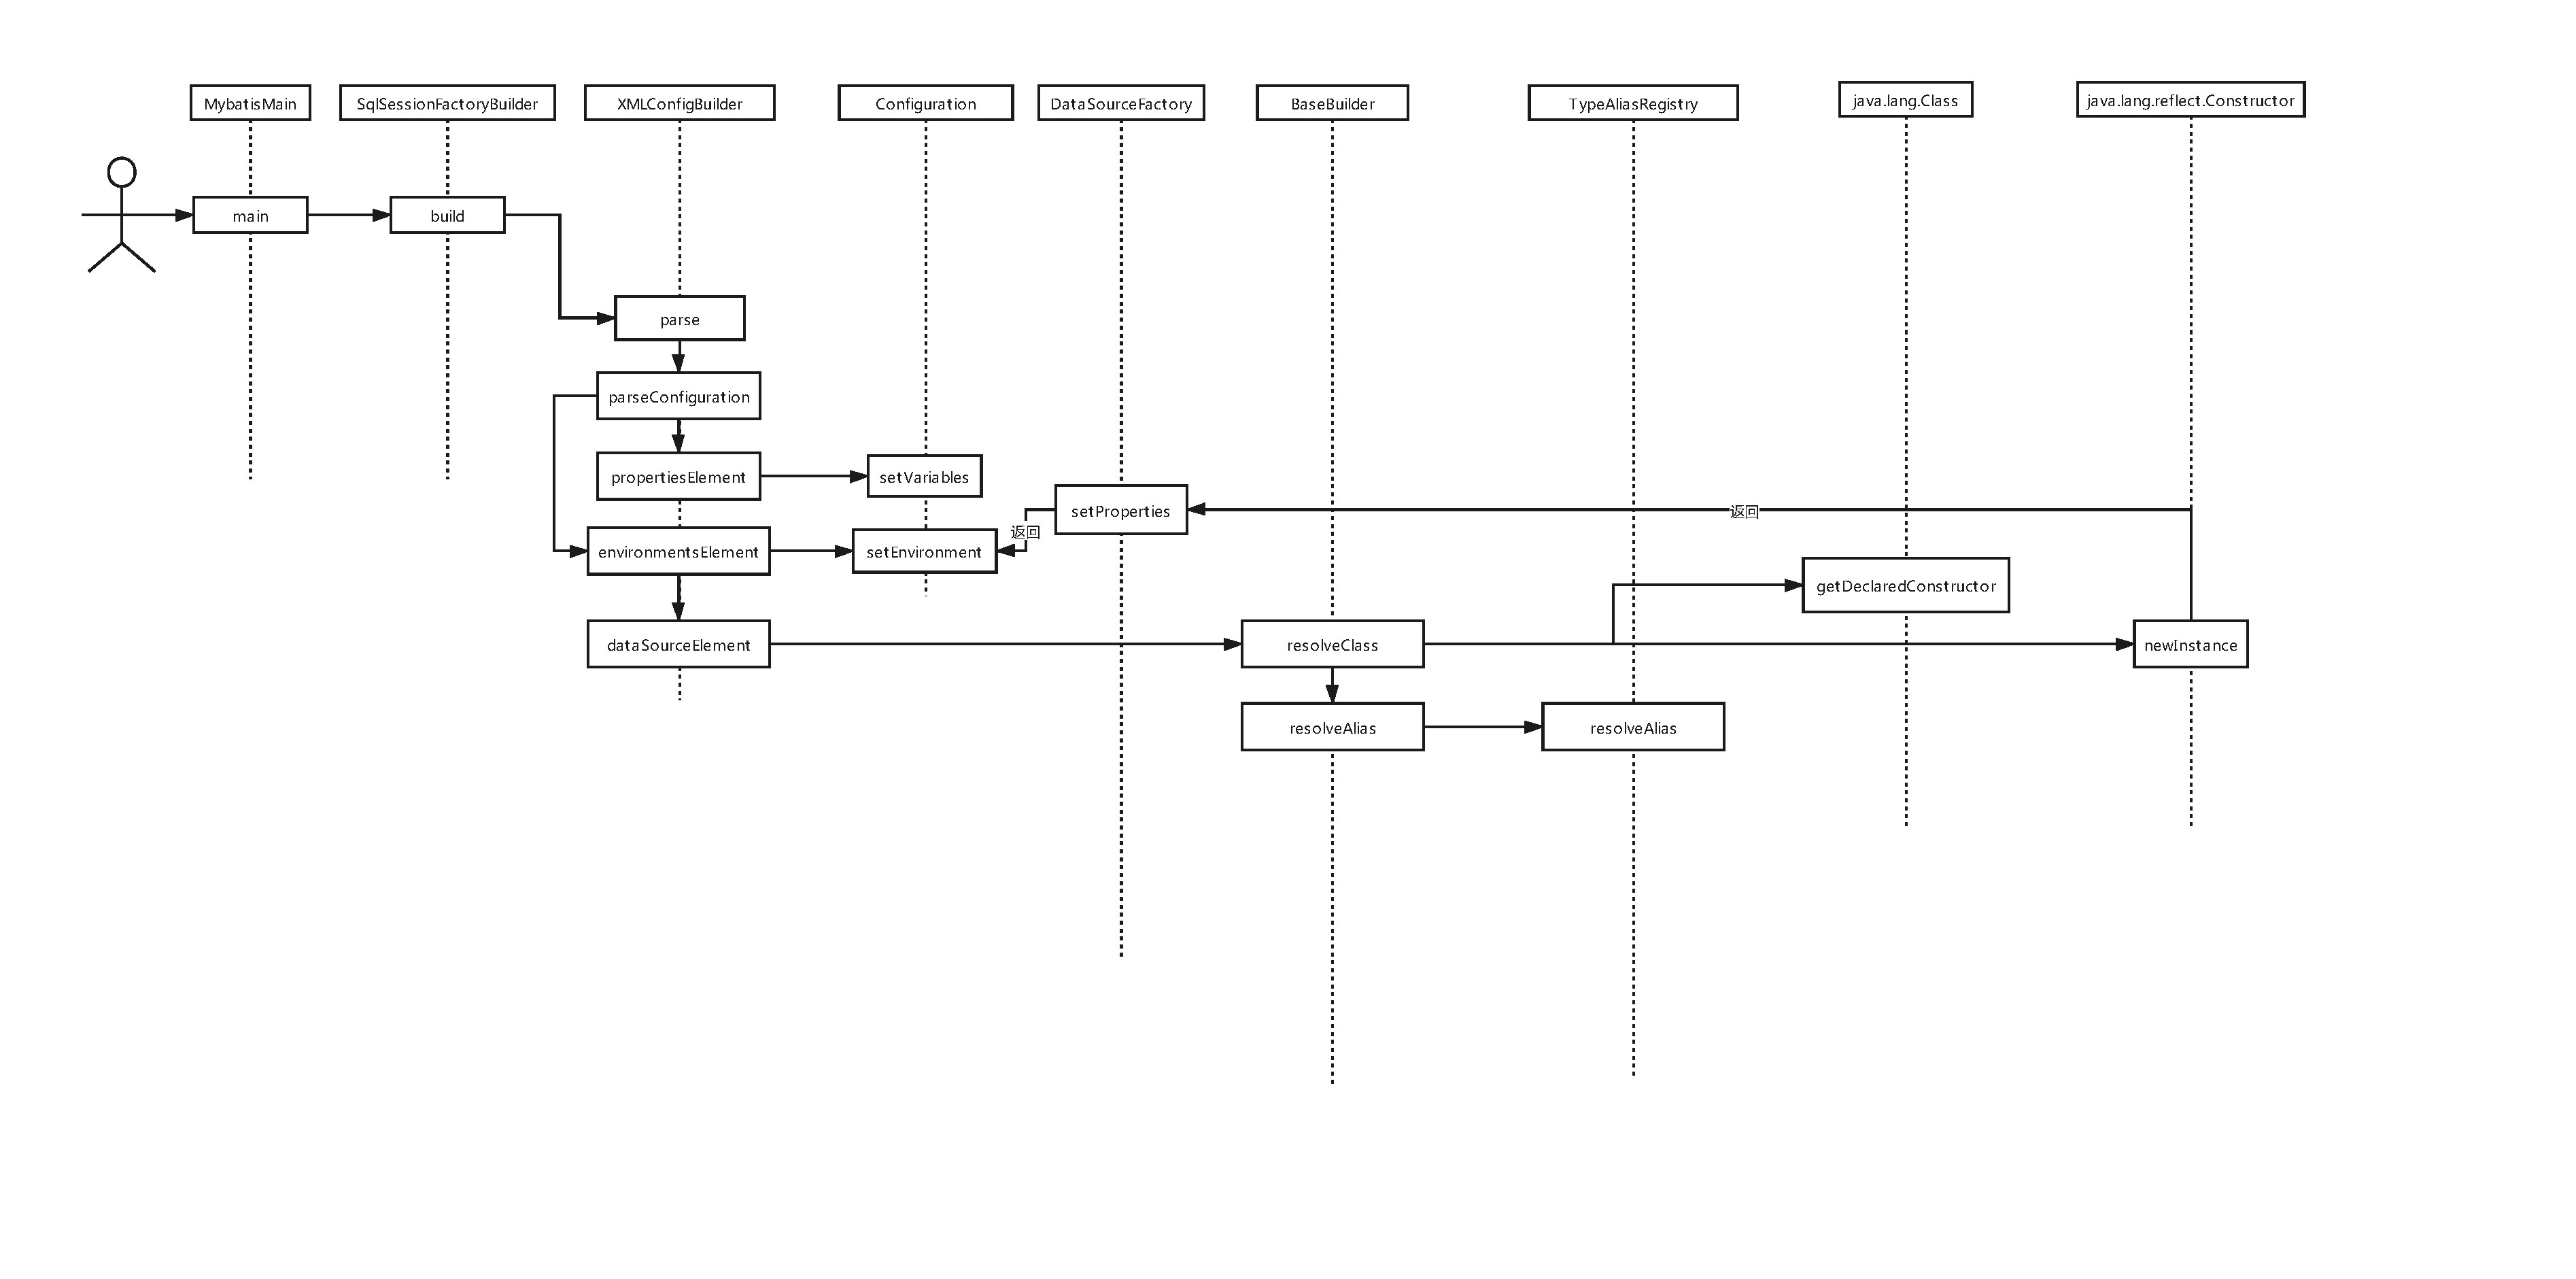 MybatisMain
SqlSessionFactoryBuilder
XMLConfigBuilder
Configuration
DataSourceFactory
BaseBuilder
TypeAliasRegistry
java.lang.Class
java.lang.reflect.Constructor
main
build
parse
parseConfiguration
propertiesElement
setVariables
setProperties
返回
返回
environmentsElement
setEnvironment
getDeclaredConstructor
dataSourceElement
resolveClass
newInstance
resolveAlias
resolveAlias